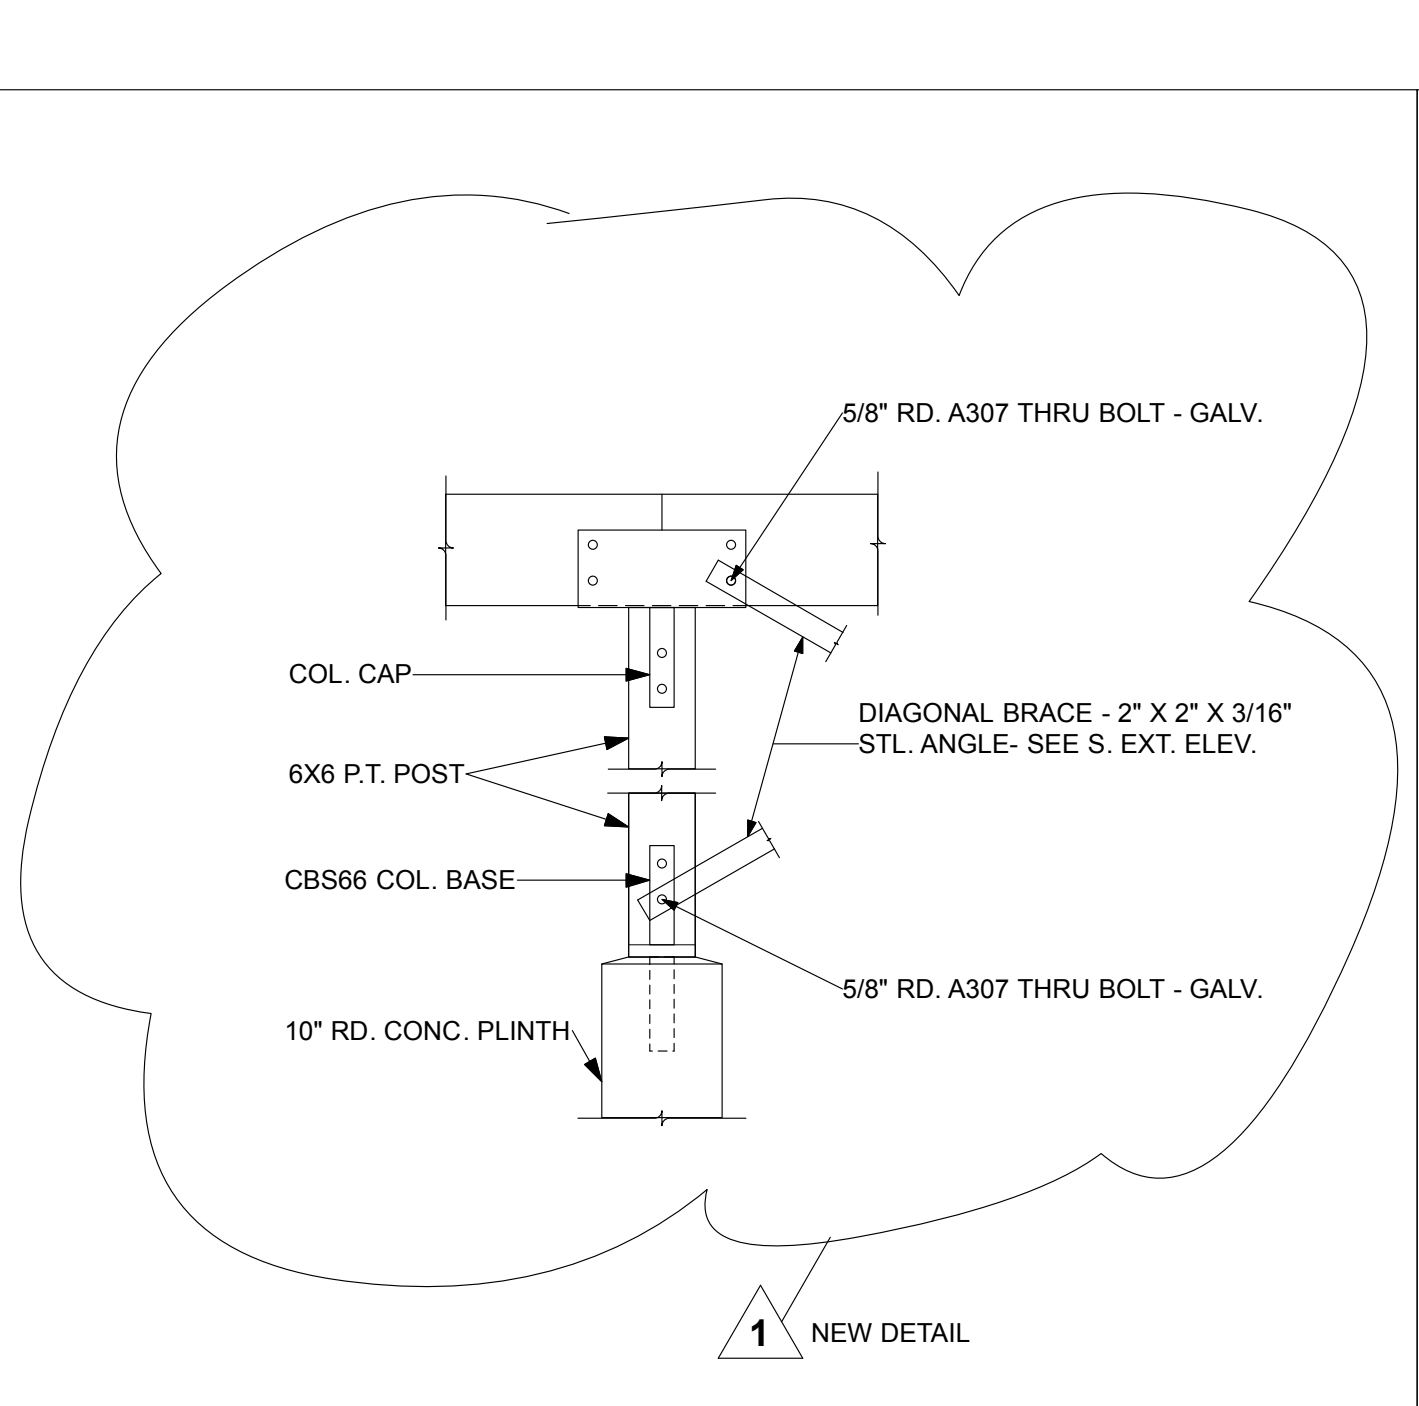 5/8" RD. A307 THRU BOLT - GALV.
COL. CAP
DIAGONAL BRACE - 2" X 2" X 3/16"
STL. ANGLE- SEE S. EXT. ELEV.
6X6 P.T. POST
CBS66 COL. BASE
5/8" RD. A307 THRU BOLT - GALV.
10" RD. CONC. PLINTH
1 NEW DETAIL